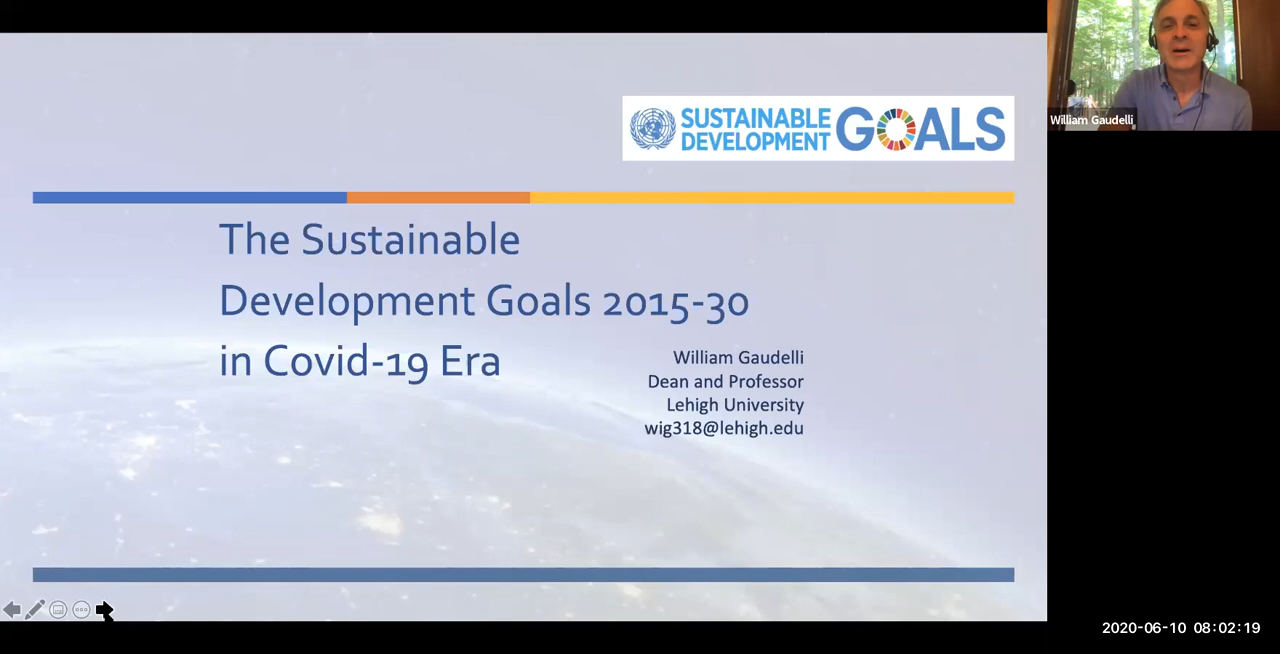 SUSTAINABLE
DEVELOPMENT
GOALS
The Sustainable
Development Goals 2015-30
in Covid-19 Era
William Gaudelli
Dean and Professor
Lehigh University
wig318@lehigh.edu
William Gaudelli
2020-06-10 08:02:19